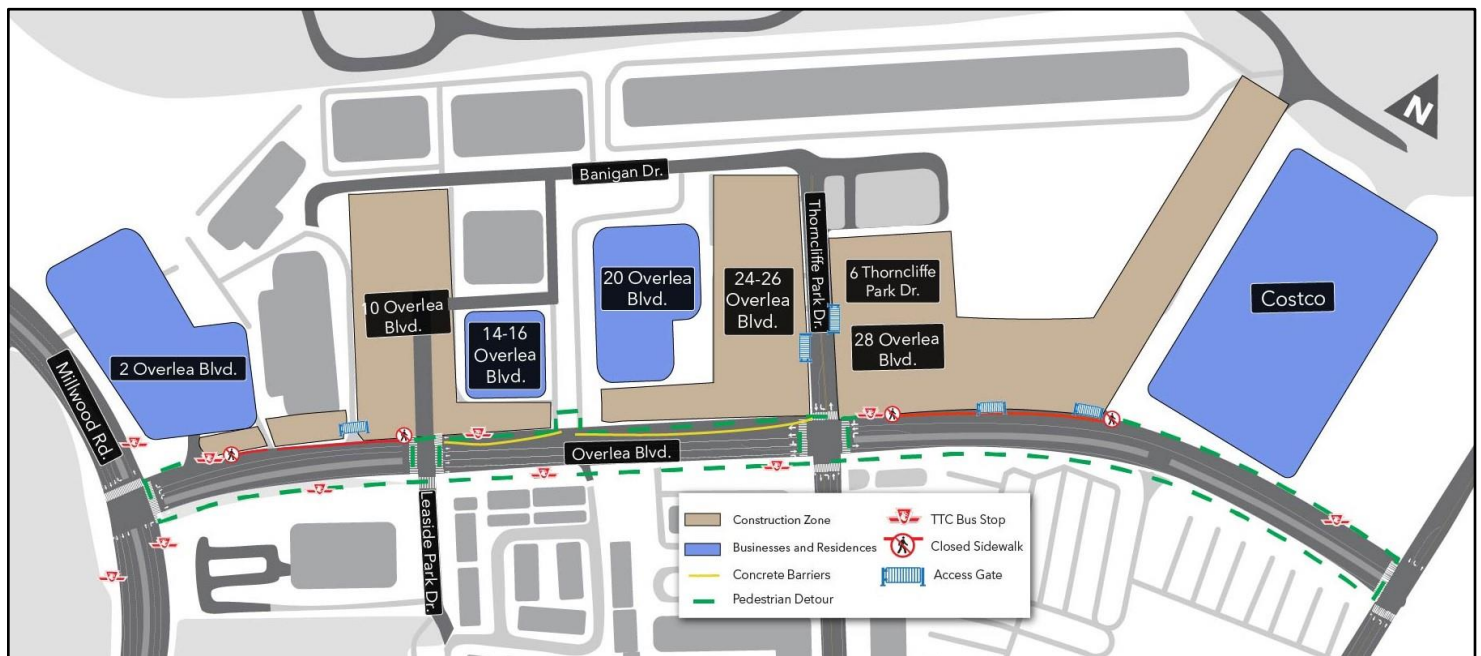 N
Banigan Dr.
Thorncliffe Park Dr.
10 Overlea
Blvd.
20 Overlea
Blvd.
24-26
Overlea
Blvd.
6 Thorncliffe
Park Dr.
Costco
14-16
Overlea
Blvd.
28 Overlea
Blvd.
2 Overlea Blvd.
Millwood Rd.
Overlea Blvd.
Leaside Park Dr.
Construction Zone
TTC Bus Stop
Businesses and Residences
Closed Sidewalk
Concrete Barriers
Access Gate
Pedestrian Detour